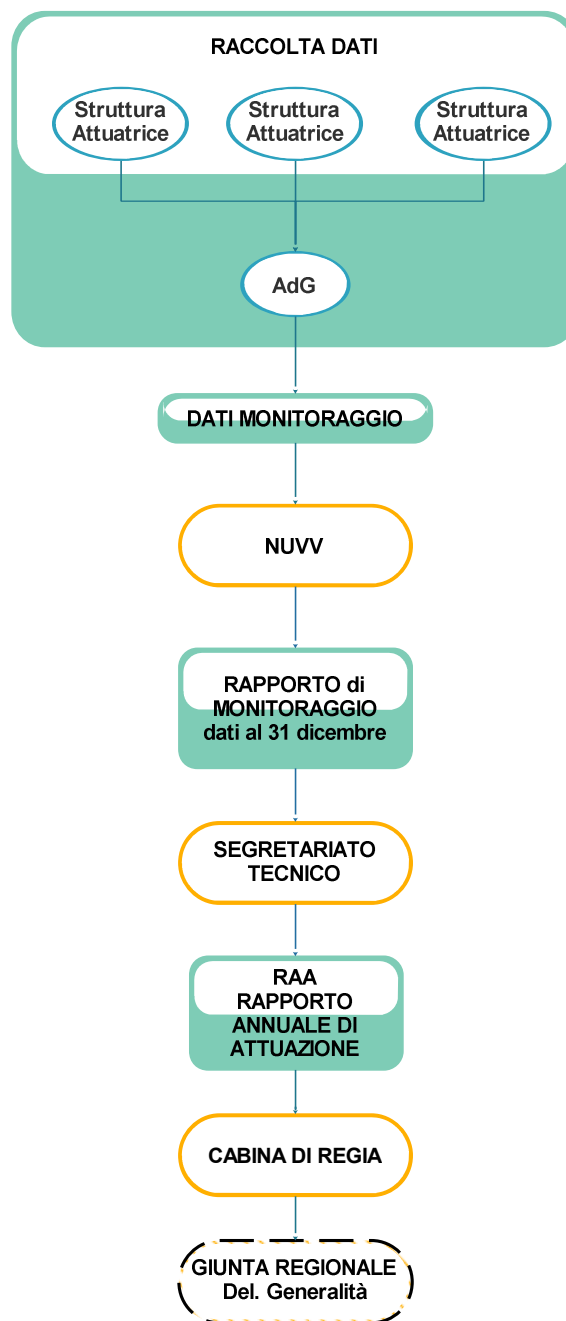 RACCOLTA DATI
Struttura
Attuatrice
Struttura
Attuatrice
Struttura
Attuatrice
AdG
DATI MONITORAGGIO
NUVV
RAPPORTO di
MONITORAGGIO
dati al 31 dicembre
SEGRETARIATO
TECNICO
RAA
RAPPORTO
ANNUALE DI
ATTUAZIONE
CABINA DI REGIA
GIUNTA REGIONALE
Del. Generalità